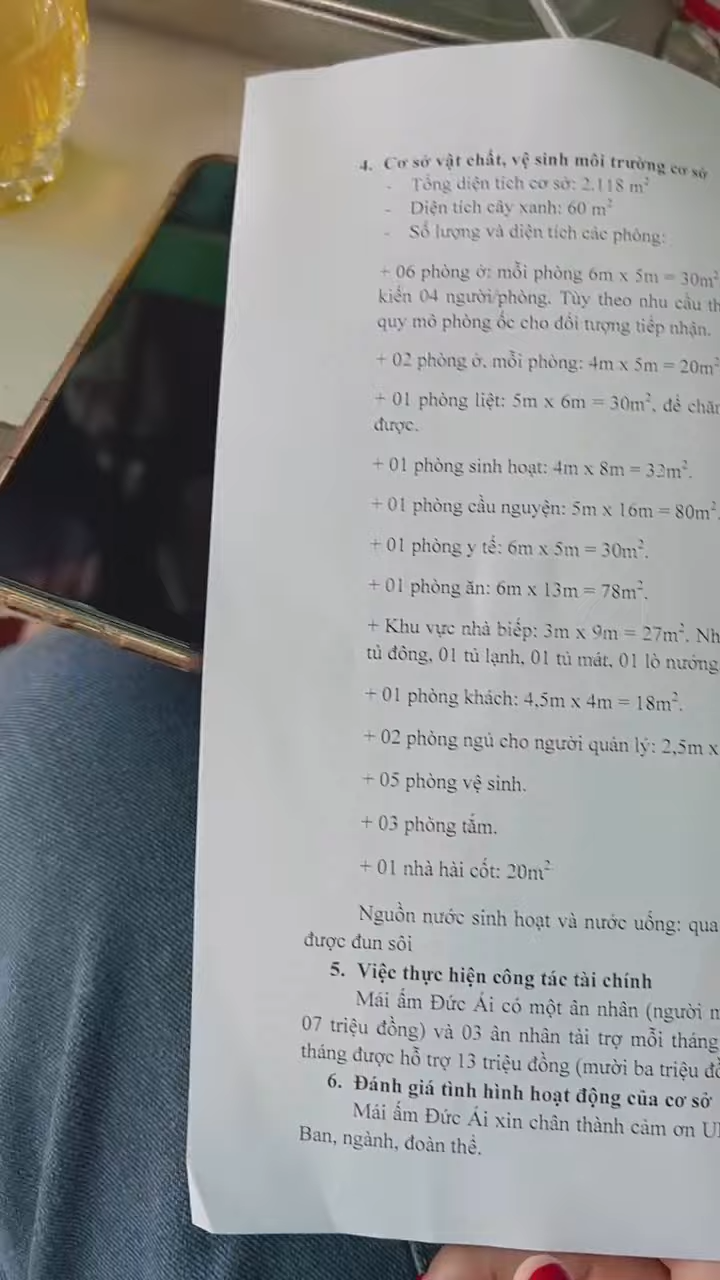 4. Cơ sở vật chất, vệ sinh môi trường cơ sở
- Tổng diện tích cơ sở: 2.118 m²
- Diện tích cây xanh: 60 m²
- Số lượng và diện tích các phòng:
+ 06 phòng ở: mỗi phòng 6m x 5m = 30m²
kiến 04 người/phòng. Tùy theo nhu cầu th
quy mô phòng ốc cho đối tượng tiếp nhận.
+ 02 phòng ở, mỗi phòng: 4m x 5m = 20m²
+ 01 phòng liệt: 5m x 6m = 30m², để chăm
được.
+ 01 phòng sinh hoạt: 4m x 8m = 32m².
+ 01 phòng cầu nguyện: 5m x 16m = 80m².
+ 01 phòng y tế: 6m x 5m = 30m².
+ 01 phòng ăn: 6m x 13m = 78m².
+ Khu vực nhà biếp: 3m x 9m = 27m². Nh
tủ đông, 01 tủ lạnh, 01 tủ mát, 01 lò nướng
+ 01 phòng khách: 4,5m x 4m = 18m².
+ 02 phòng ngủ cho người quản lý: 2,5m x
+ 05 phòng vệ sinh.
+ 03 phòng tắm.
+ 01 nhà hài cốt: 20m²
Nguồn nước sinh hoạt và nước uống: qua
được đun sôi
5. Việc thực hiện công tác tài chính
Mái ấm Đức Ái có một ân nhân (người n
07 triệu đồng) và 03 ân nhân tài trợ mỗi tháng
tháng được hỗ trợ 13 triệu đồng (mười ba triệu đồ
6. Đánh giá tình hình hoạt động của cơ sở
Mái ấm Đức Ái xin chân thành cảm ơn U
Ban, ngành, đoàn thể.